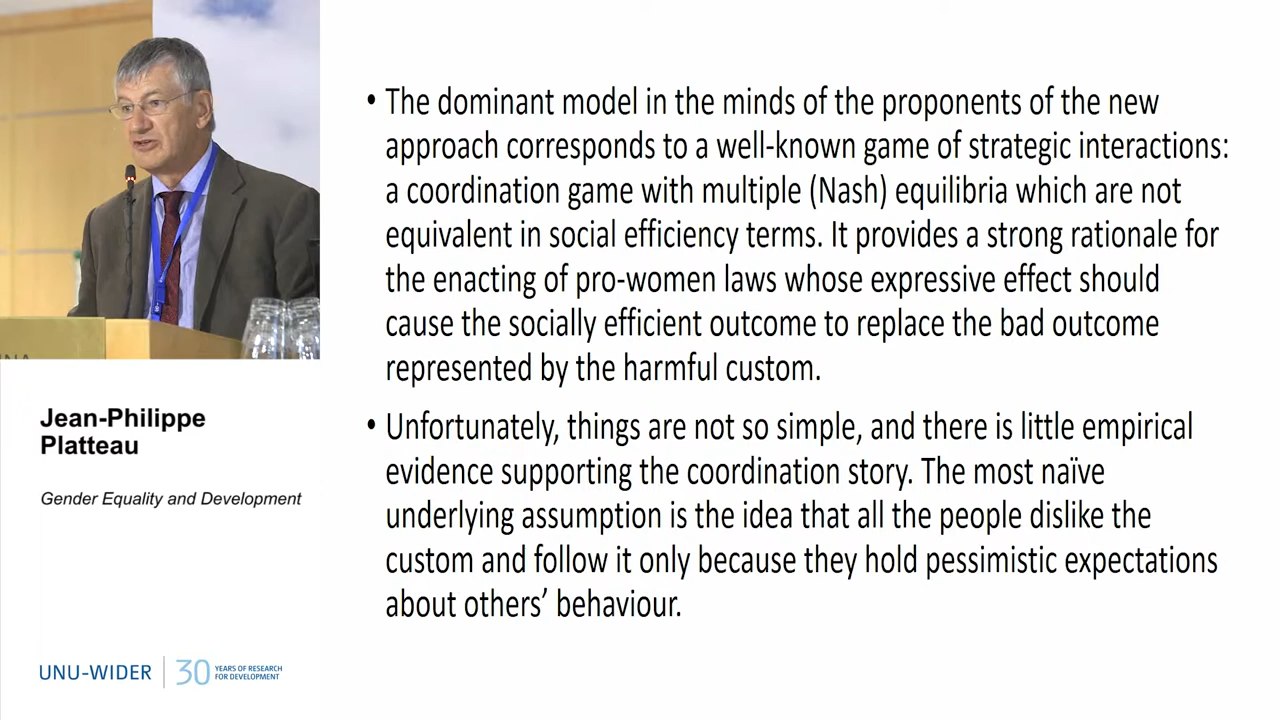 • The dominant model in the minds of the proponents of the new
approach corresponds to a well-known game of strategic interactions:
a coordination game with multiple (Nash) equilibria which are not
equivalent in social efficiency terms. It provides a strong rationale for
the enacting of pro-women laws whose expressive effect should
cause the socially efficient outcome to replace the bad outcome
represented by the harmful custom.
• Unfortunately, things are not so simple, and there is little empirical
evidence supporting the coordination story. The most naïve
underlying assumption is the idea that all the people dislike the
custom and follow it only because they hold pessimistic expectations
about others’ behaviour.
Jean-Philippe
Platteau
Gender Equality and Development
UNU-WIDER
30
YEARS OF RESEARCH
FOR DEVELOPMENT